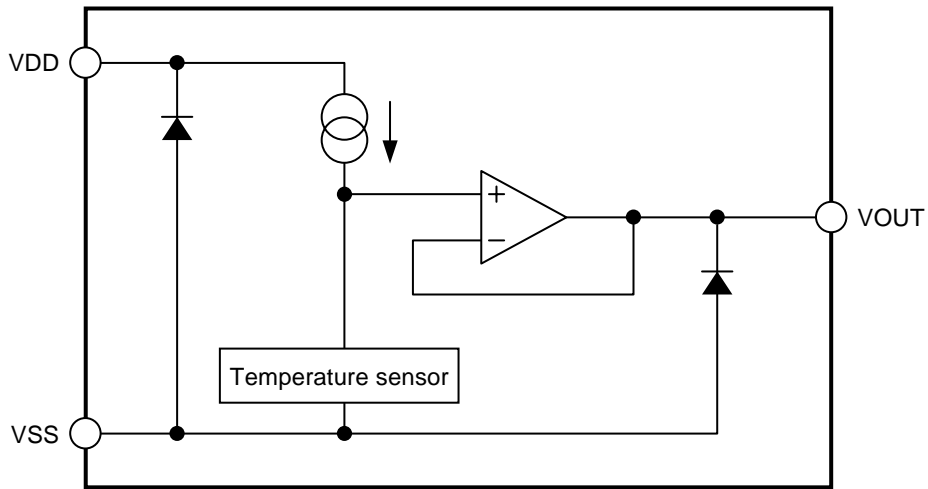 VDD
+
VOUT
−
Temperature sensor
VSS